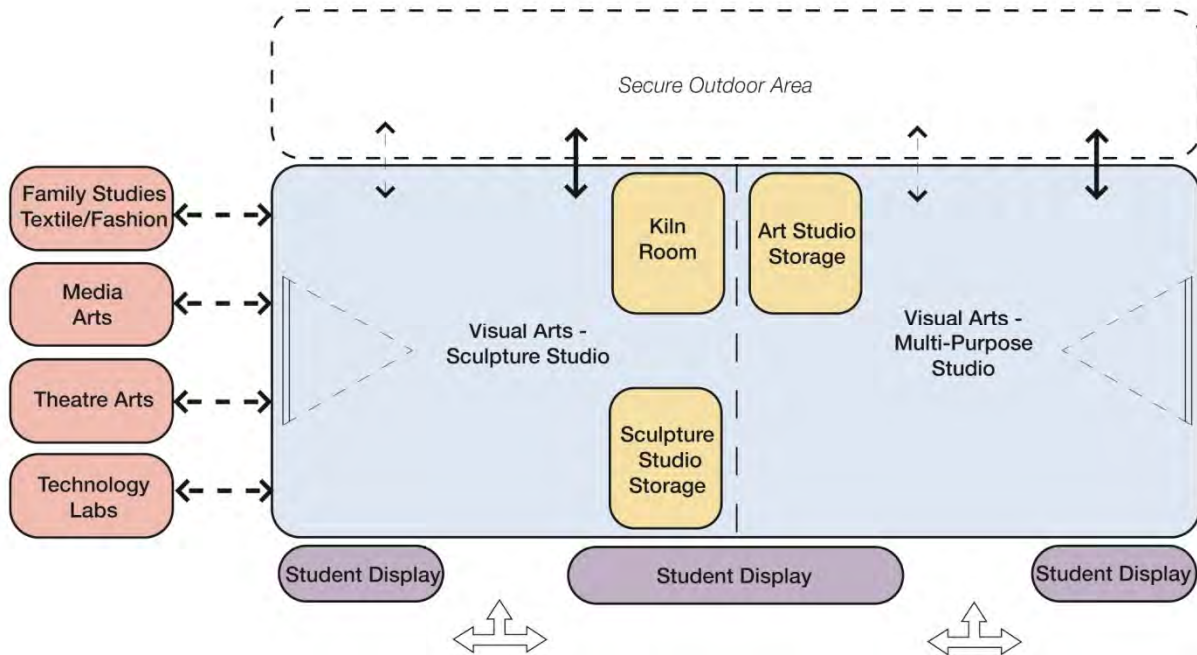 Secure Outdoor Area
Family Studies
Textile/Fashion
Media
Arts
Theatre Arts
Technology
Labs
Kiln
Room
Art Studio
Storage
Visual Arts -
Sculpture Studio
Visual Arts -
Multi-Purpose
Studio
Sculpture
Studio
Storage
Student Display
Student Display
Student Display